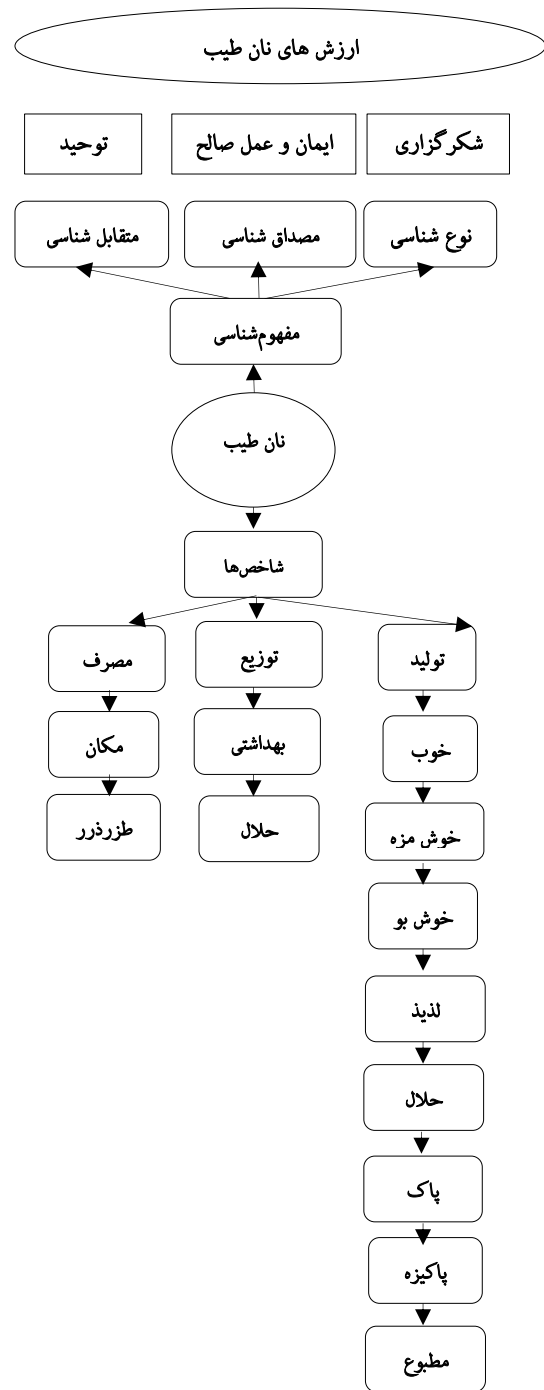 ارزش های نان طیب
شکرگزاری
ایمان و عمل صالح
توحید
نوع شناسی
مصداق شناسی
متقابل شناسی
مفهوم‌شناسی
نان طیب
شاخص‌ها
تولید
توزیع
مصرف
خوب
بهداشتی
مکان
خوش مزه
حلال
طزرذرر
خوش بو
لذیذ
حلال
پاک
پاکیزه
مطبوع